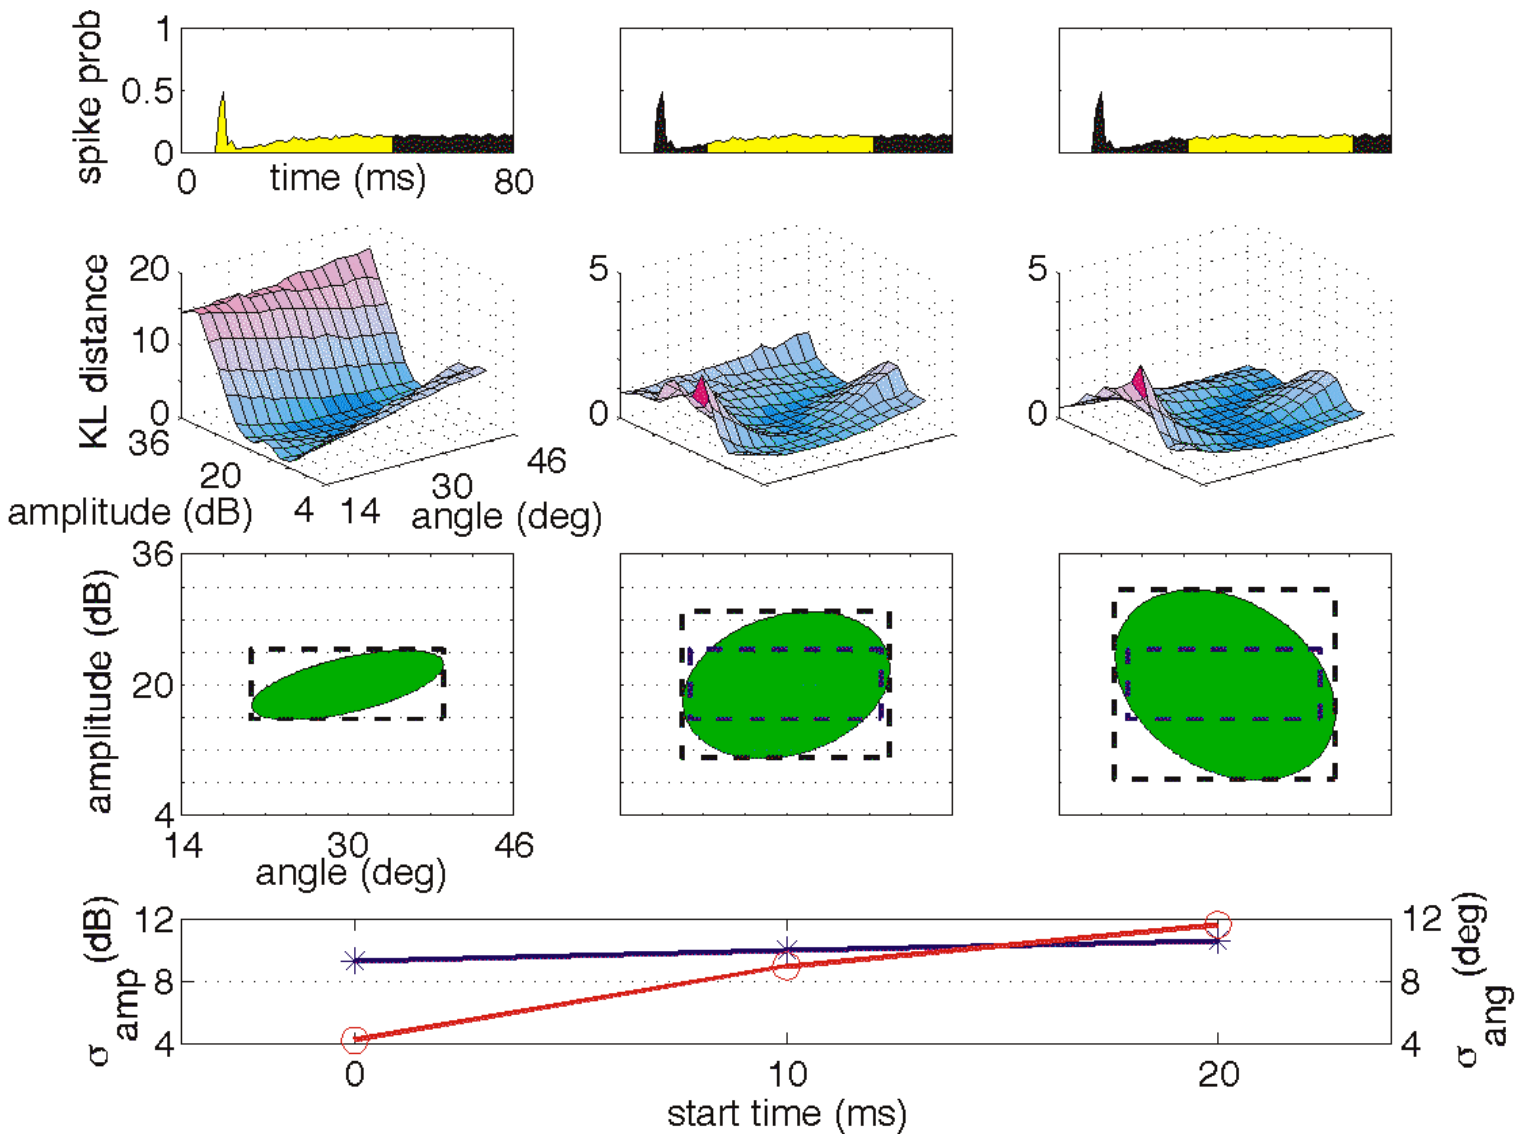 spike prob
1
0.5
0
0 time (ms) 80
KL distance
20
10
0
5
0
5
0
36
20
4
amplitude (dB)
14
30
46
angle (deg)
amplitude (dB)
36
20
4
14 30 46
angle (deg)
σ amp (dB)
12
8
4
12
8
4
σ ang (deg)
0 10 20
start time (ms)